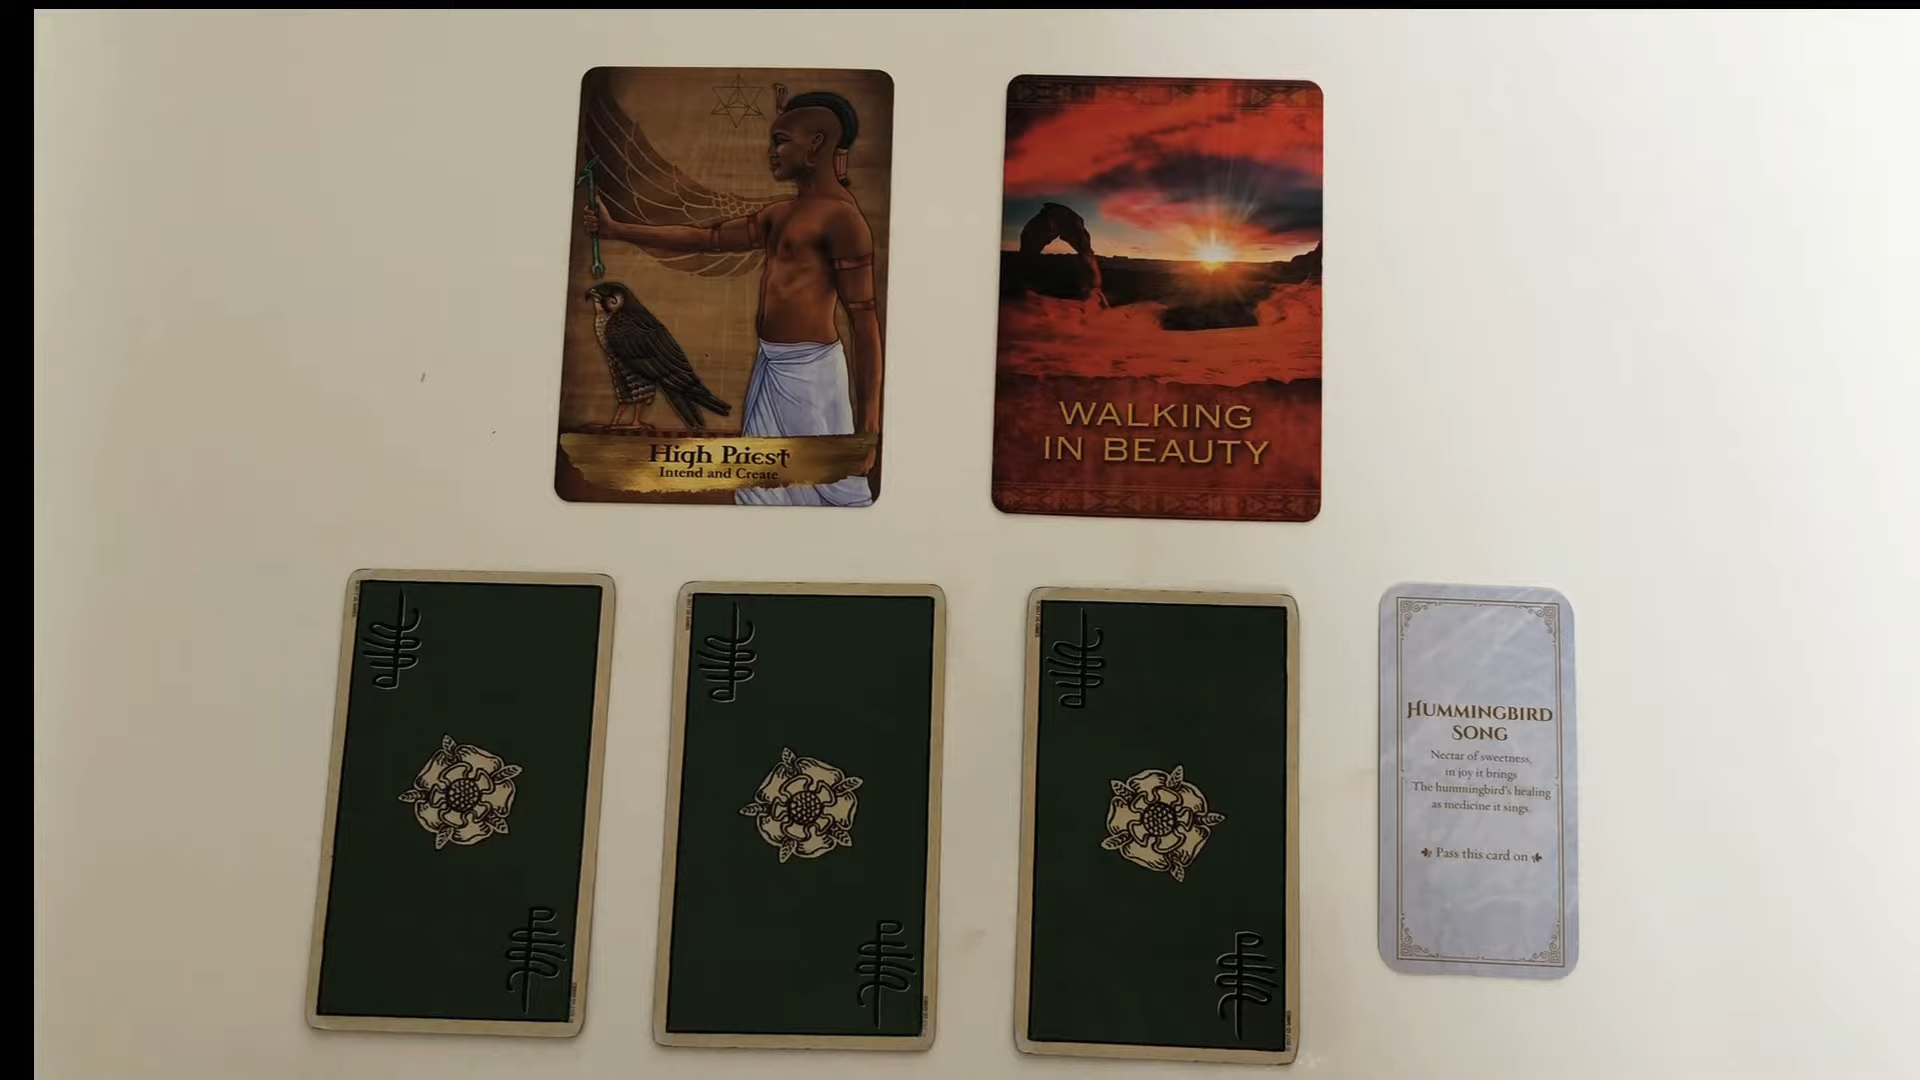 High Priest
Intend and Create
WALKING
IN BEAUTY
HUMMINGBIRD
SONG
Nectar of sweetness,
in joy it brings
The hummingbird's healing
as medicine it sings.
Pass this card on